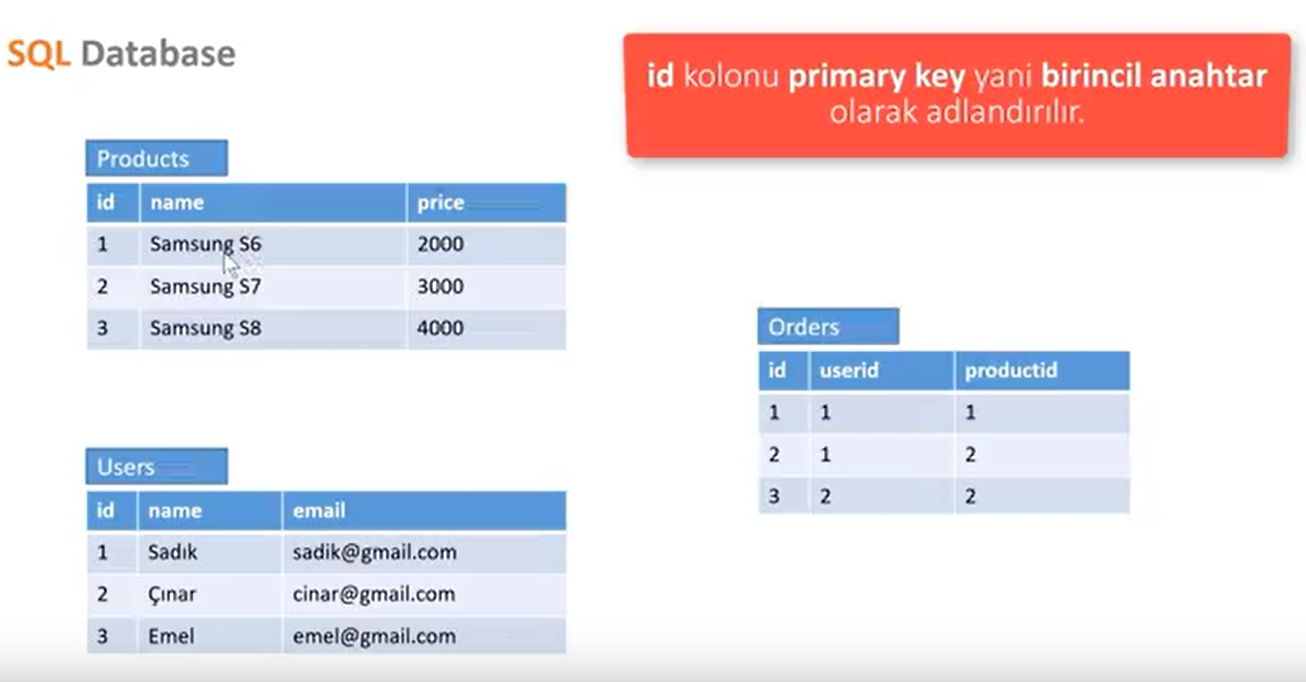 SQL Database
id kolonu primary key yani birincil anahtar
olarak adlandırılır.
Products
id name price
1 Samsung S6 2000
2 Samsung S7 3000
3 Samsung S8 4000
Orders
id userid productid
1 1 1
2 1 2
3 2 2
Users
id name email
1 Sadık sadik@gmail.com
2 Çınar cinar@gmail.com
3 Emel emel@gmail.com